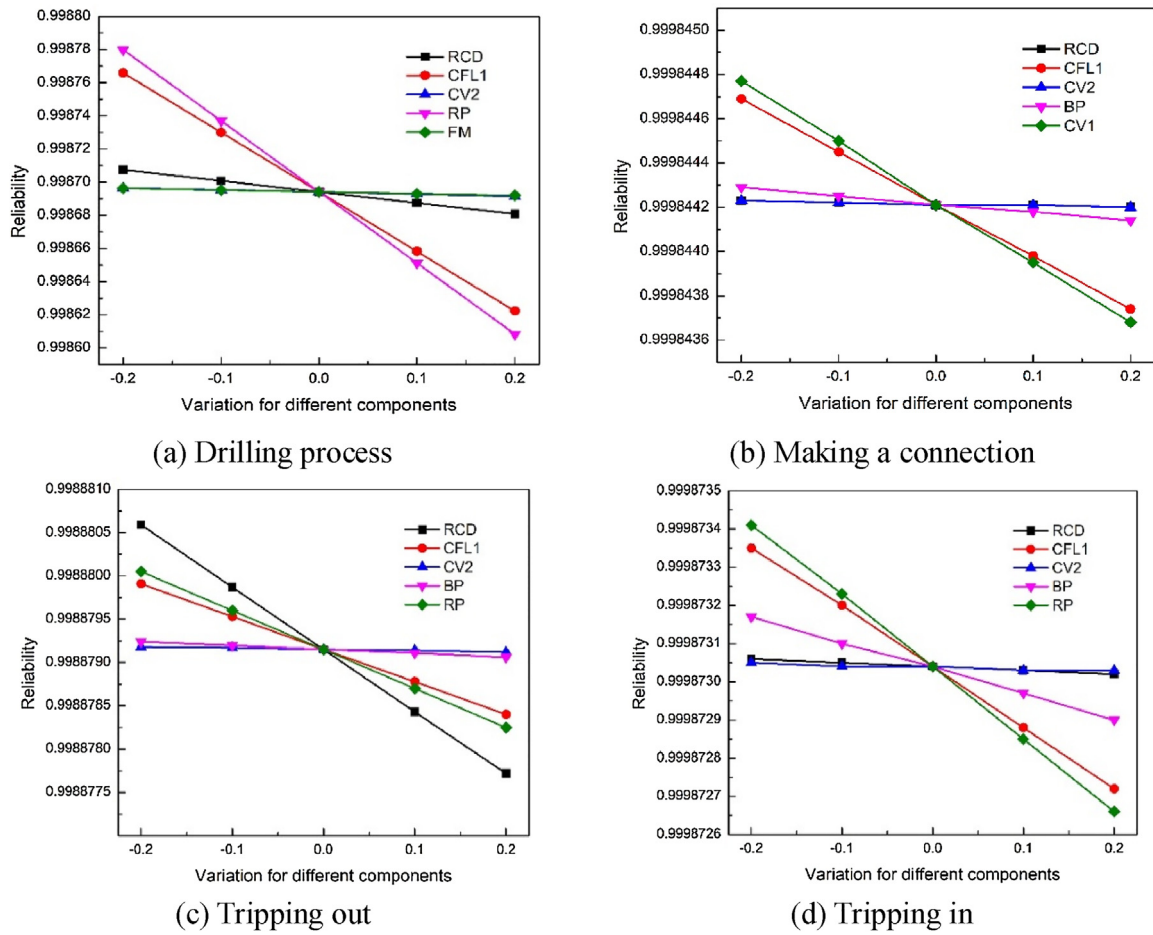 0.99880
0.99878
0.99876
0.99874
0.99872
0.99870
0.99868
0.99866
0.99864
0.99862
0.99860
Reliability
RCD
CFL1
CV2
RP
FM
-0.2 -0.1 0.0 0.1 0.2
Variation for different components
(a) Drilling process
0.9998450
0.9998448
0.9998446
0.9998444
0.9998442
0.9998440
0.9998438
0.9998436
Reliability
RCD
CFL1
CV2
BP
CV1
-0.2 -0.1 0.0 0.1 0.2
Variation for different components
(b) Making a connection
0.9988810
0.9988805
0.9988800
0.9988795
0.9988790
0.9988785
0.9988780
0.9988775
Reliability
RCD
CFL1
CV2
BP
RP
-0.2 -0.1 0.0 0.1 0.2
Variation for different components
(c) Tripping out
0.9998735
0.9998734
0.9998733
0.9998732
0.9998731
0.9998730
0.9998729
0.9998728
0.9998727
0.9998726
Reliability
RCD
CFL1
CV2
BP
RP
-0.2 -0.1 0.0 0.1 0.2
Variation for different components
(d) Tripping in